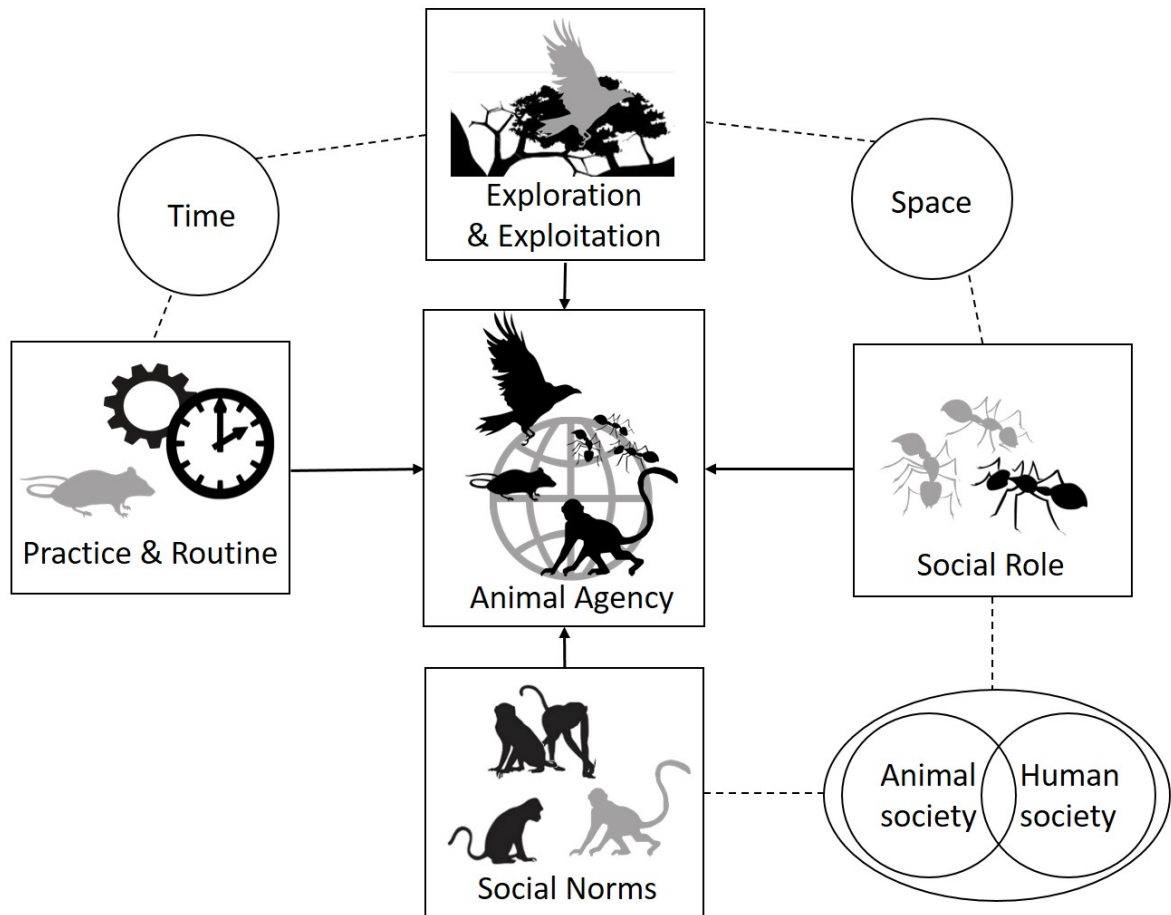 Exploration
& Exploitation
Time
Space
Practice & Routine
Animal Agency
Social Role
Social Norms
Animal
society
Human
society